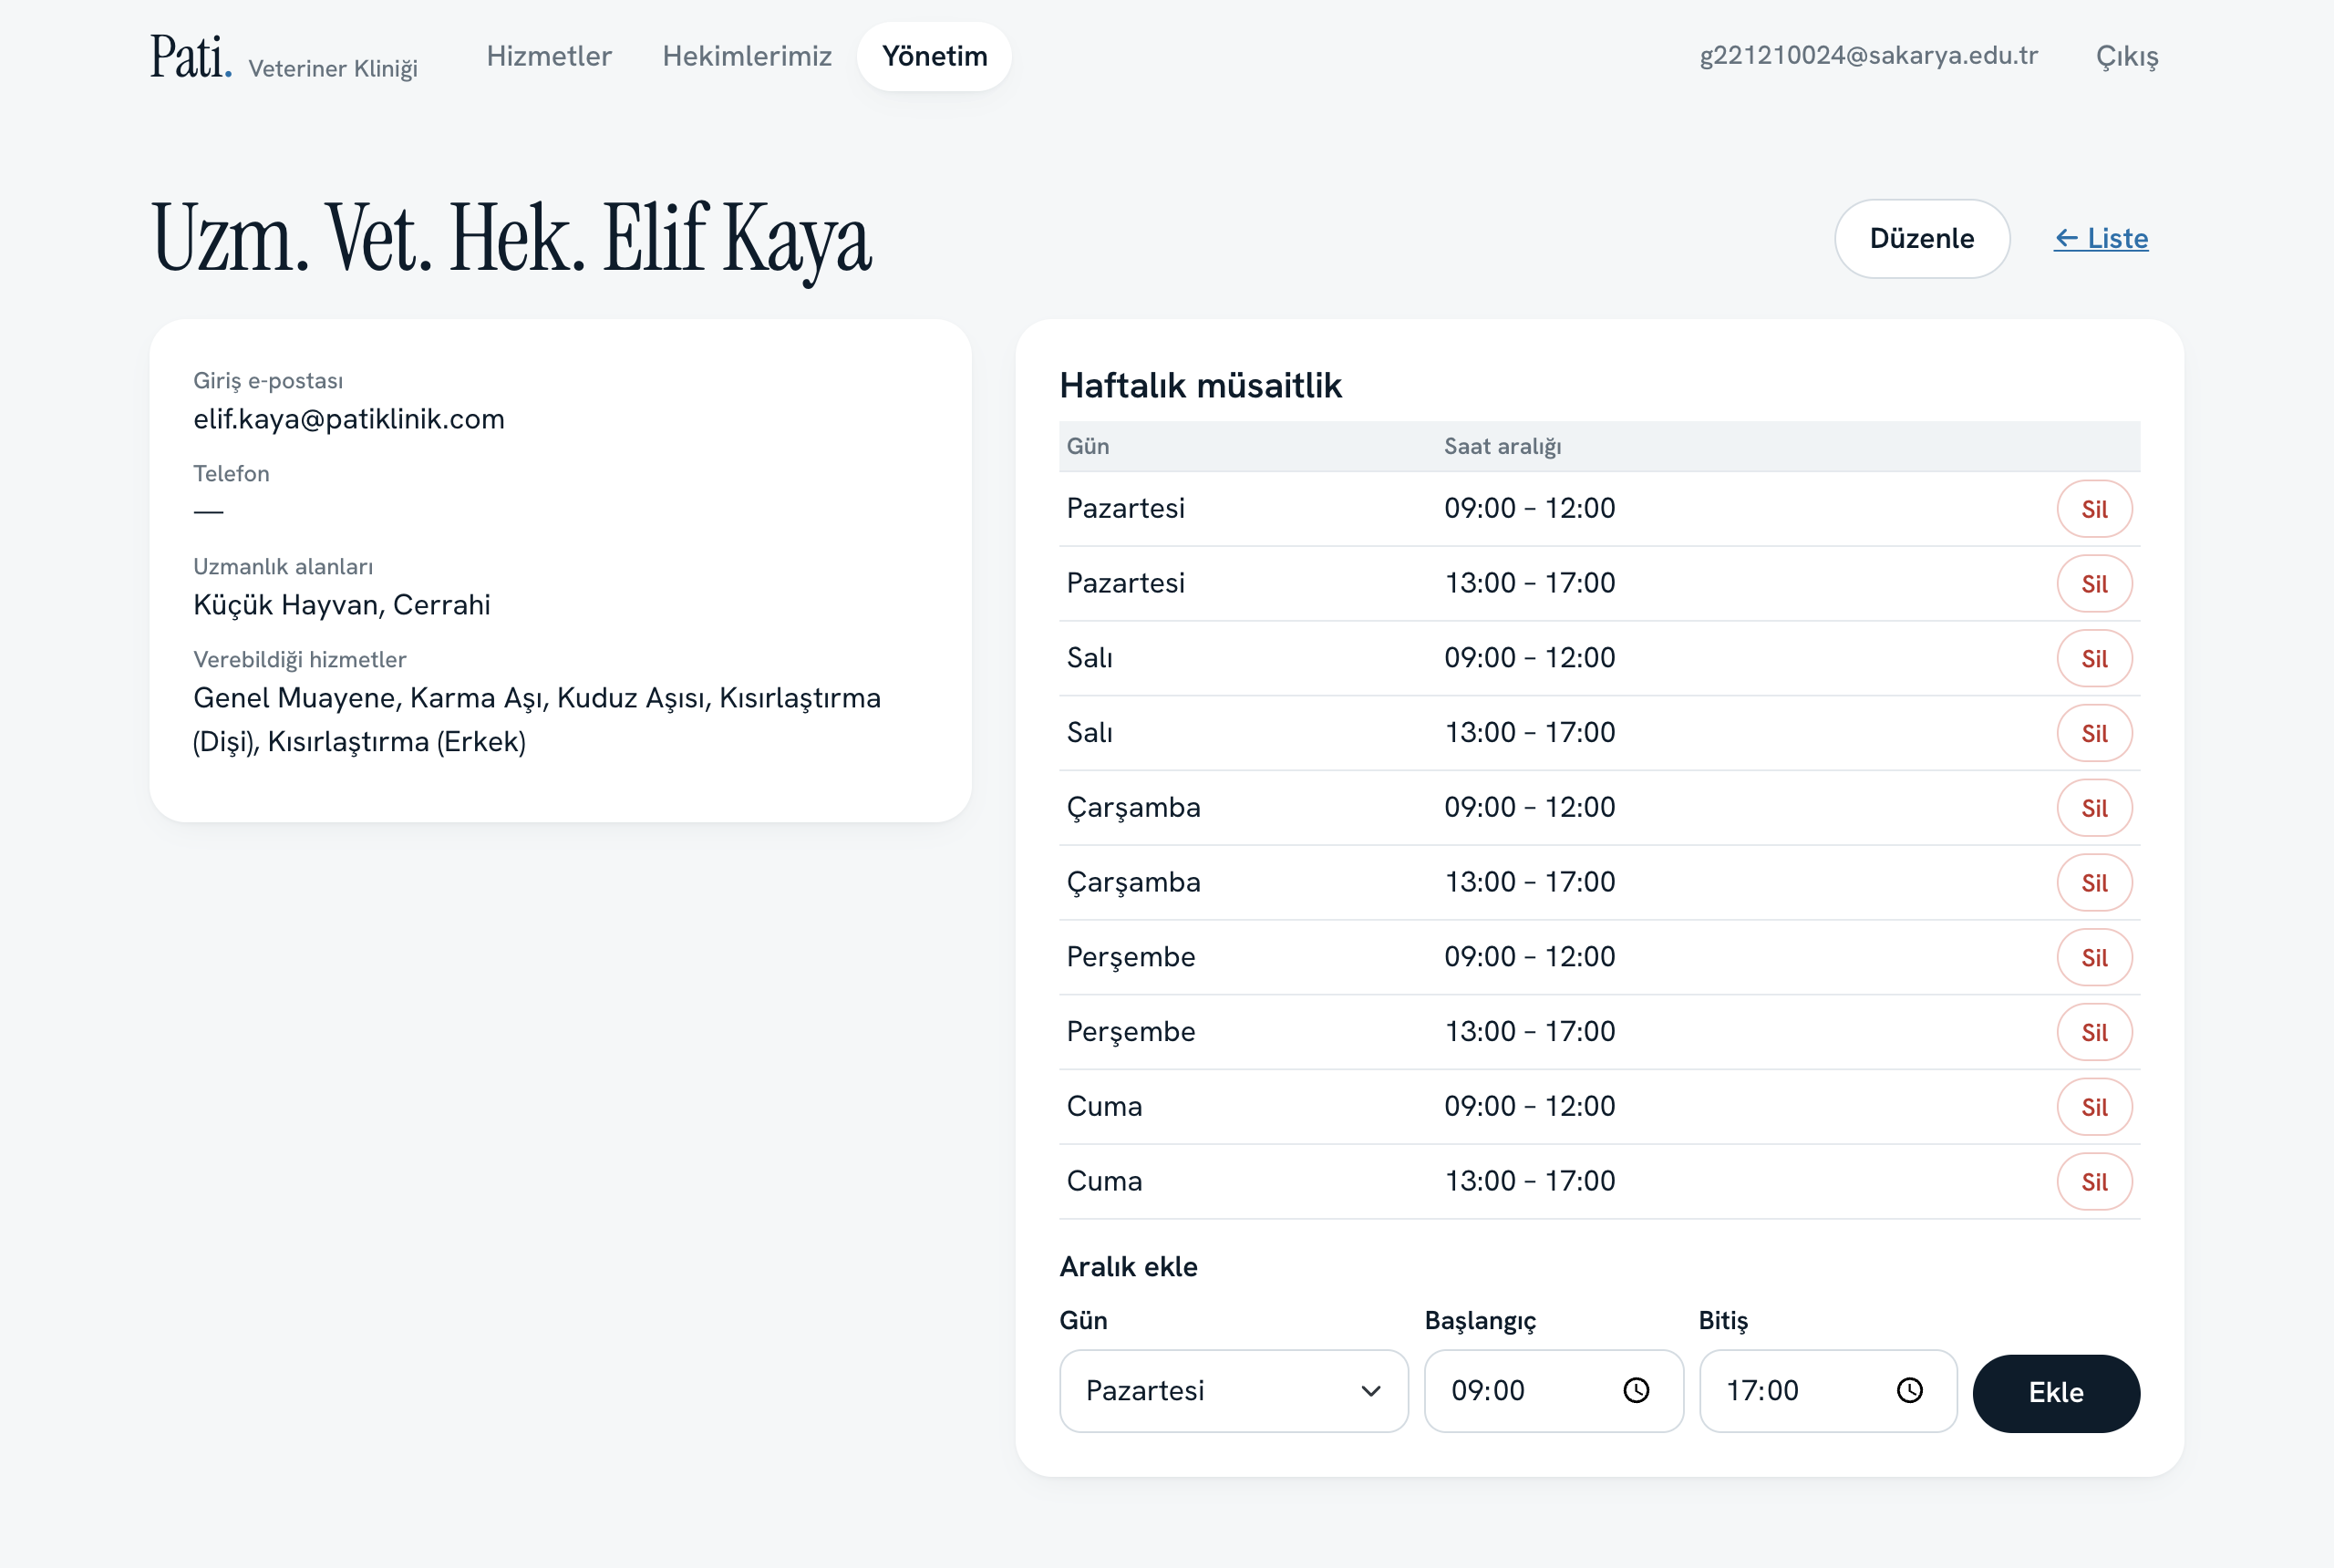 Pati. Veteriner Kliniği
Hizmetler
Hekimlerimiz
Yönetim
g221210024@sakarya.edu.tr
Çıkış
Uzm. Vet. Hek. Elif Kaya
Düzenle
← Liste
Giriş e-postası
elif.kaya@patiklinik.com
Telefon
—
Uzmanlık alanları
Küçük Hayvan, Cerrahi
Verebildiği hizmetler
Genel Muayene, Karma Aşı, Kuduz Aşısı, Kısırlaştırma
(Dişi), Kısırlaştırma (Erkek)
Haftalık müsaitlik
Gün Saat aralığı
Pazartesi 09:00 – 12:00 Sil
Pazartesi 13:00 – 17:00 Sil
Salı 09:00 – 12:00 Sil
Salı 13:00 – 17:00 Sil
Çarşamba 09:00 – 12:00 Sil
Çarşamba 13:00 – 17:00 Sil
Perşembe 09:00 – 12:00 Sil
Perşembe 13:00 – 17:00 Sil
Cuma 09:00 – 12:00 Sil
Cuma 13:00 – 17:00 Sil
Aralık ekle
Gün Başlangıç Bitiş
Pazartesi 09:00 17:00 Ekle